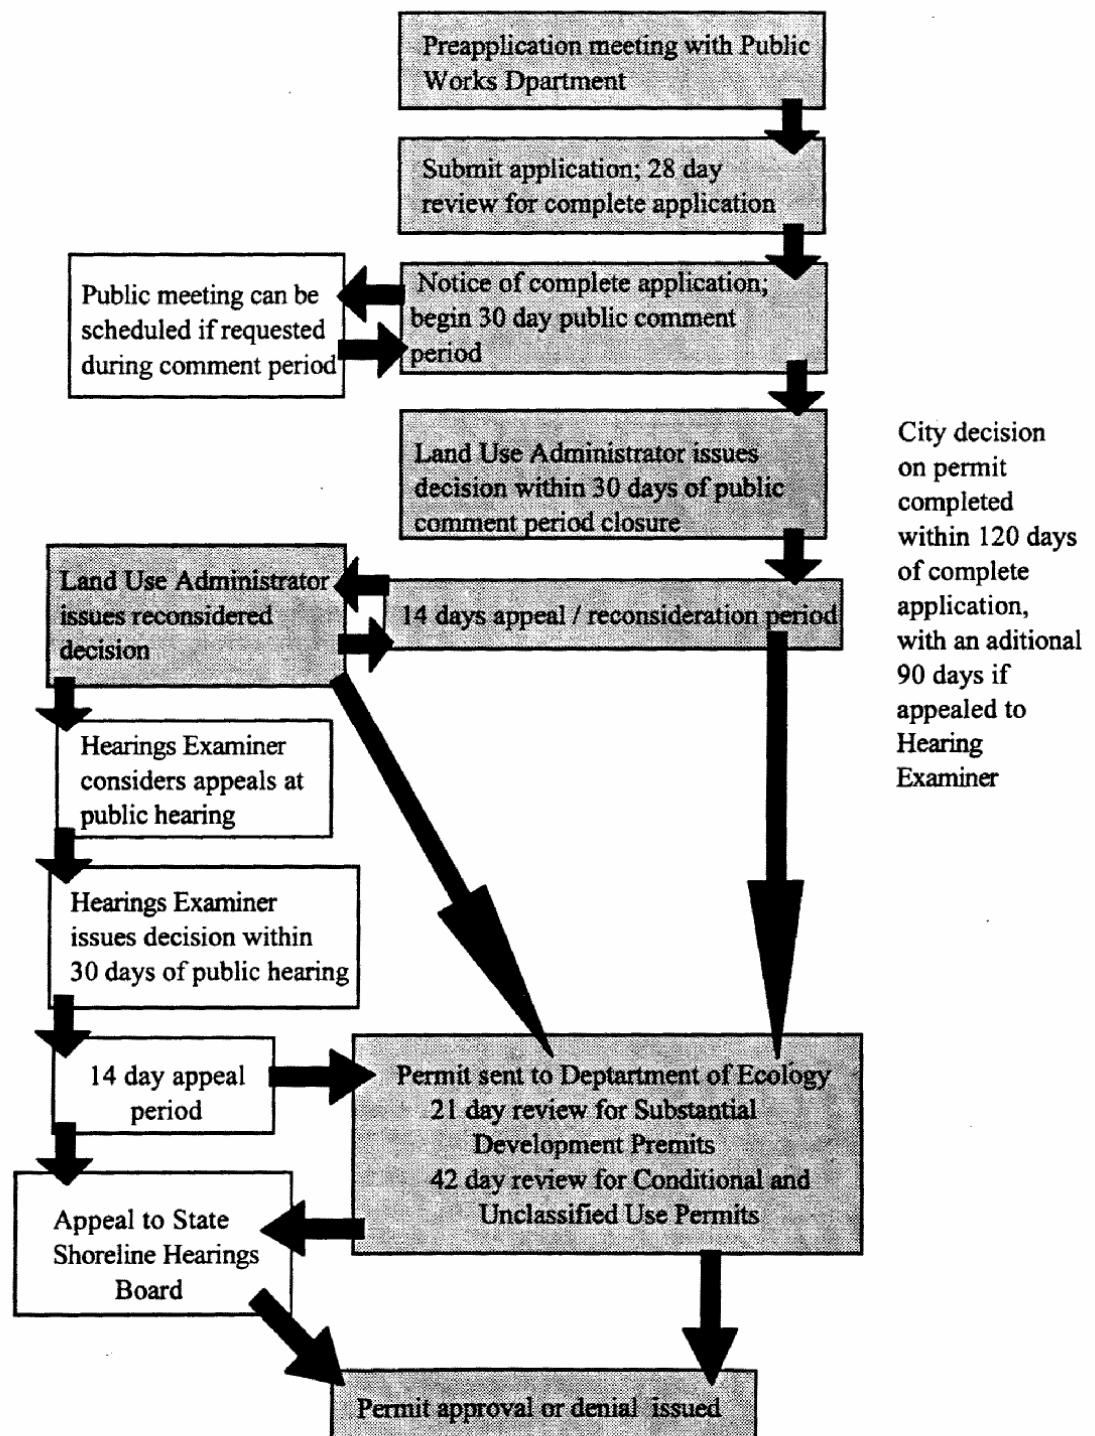 Preapplication meeting with Public
Works Dpartment
Submit application; 28 day
review for complete application
Notice of complete application;
begin 30 day public comment
period
Public meeting can be
scheduled if requested
during comment period
Land Use Administrator issues
decision within 30 days of public
comment period closure
City decision
on permit
completed
within 120 days
of complete
application,
with an aditional
90 days if
appealed to
Hearing
Examiner
14 days appeal / reconsideration period
Land Use Administrator
issues reconsidered
decision
Hearings Examiner
considers appeals at
public hearing
Hearings Examiner
issues decision within
30 days of public hearing
14 day appeal
period
Permit sent to Deptartment of Ecology
21 day review for Substantial
Development Premits
42 day review for Conditional and
Unclassified Use Permits
Appeal to State
Shoreline Hearings
Board
Permit approval or denial issued